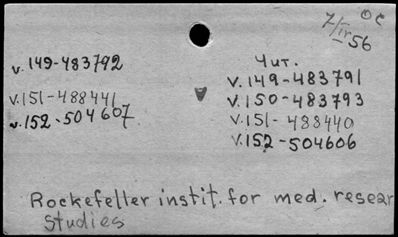 7/IV 56 ОС
v. 149-483792
v. 151-488441
v. 152-504607
Чит.
v. 149-483791
v. 150-483793
v. 151-488440
v. 152-504606
Rockefeller instit. for med. resear
Studies